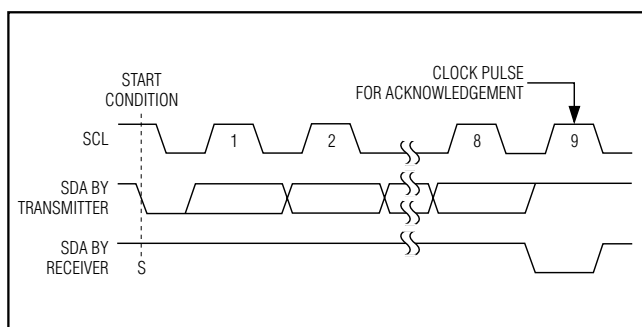 START
CONDITION
CLOCK PULSE
FOR ACKNOWLEDGEMENT
SCL
1
2
8
9
SDA BY
TRANSMITTER
SDA BY
RECEIVER
S